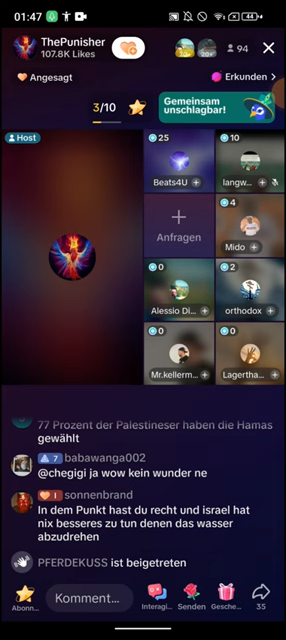 01:47
44
ThePunisher
107.8K Likes
20+
94
Angesagt
Erkunden
3/10
Gemeinsam
unschlagbar!
Host
25
10
Beats4U
langw...
Anfragen
4
Mido
0
2
Alessio Di...
orthodox
0
0
Mr.kellerm...
Lagertha...
77 Prozent der Palestineser haben die Hamas
gewählt
7 babawanga002
@chegigi ja wow kein wunder ne
1 sonnenbrand
In dem Punkt hast du recht und israel hat
nix besseres zu tun denen das wasser
abzudrehen
PFERDEKUSS ist beigetreten
Abonn...
Komment...
Interagi...
Senden
Gesche...
35